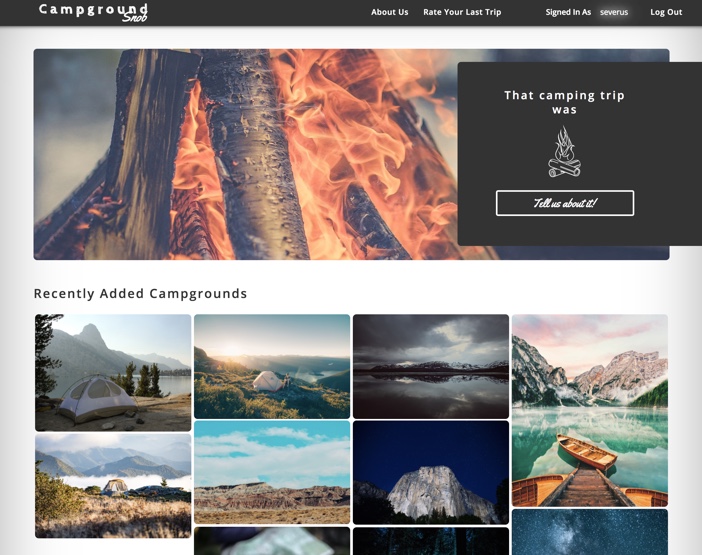 Campground
Snob
About Us
Rate Your Last Trip
Signed In As
severus
Log Out
That camping trip
was
Tell us about it!
Recently Added Campgrounds